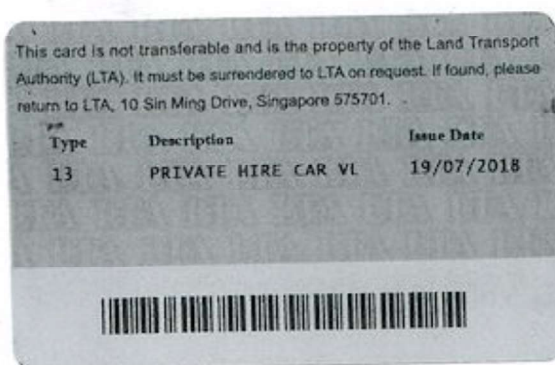 This card is not transferable and is the property of the Land Transport
Authority (LTA). It must be surrendered to LTA on request. If found, please
return to LTA, 10 Sin Ming Drive, Singapore 575701.
Type Description Issue Date
13 PRIVATE HIRE CAR VL 19/07/2018